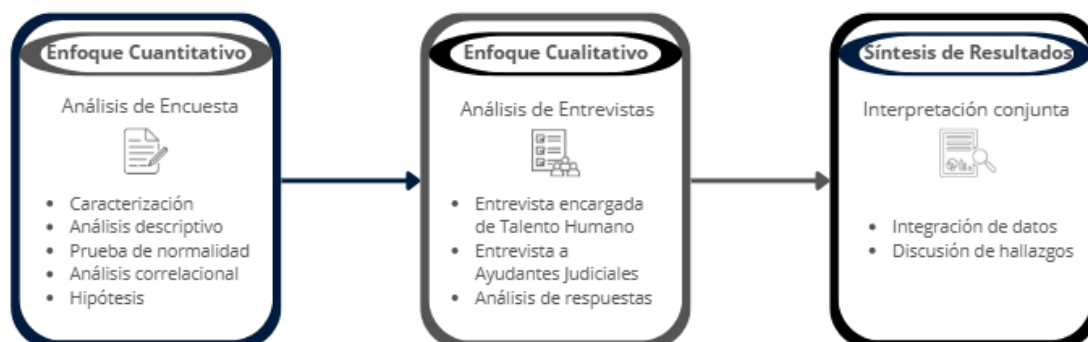 Enfoque Cuantitativo
Análisis de Encuesta
• Caracterización
• Análisis descriptivo
• Prueba de normalidad
• Análisis correlacional
• Hipótesis
Enfoque Cualitativo
Análisis de Entrevistas
• Entrevista encargada
de Talento Humano
• Entrevista a
Ayudantes Judiciales
• Análisis de respuestas
Síntesis de Resultados
Interpretación conjunta
• Integración de datos
• Discusión de hallazgos